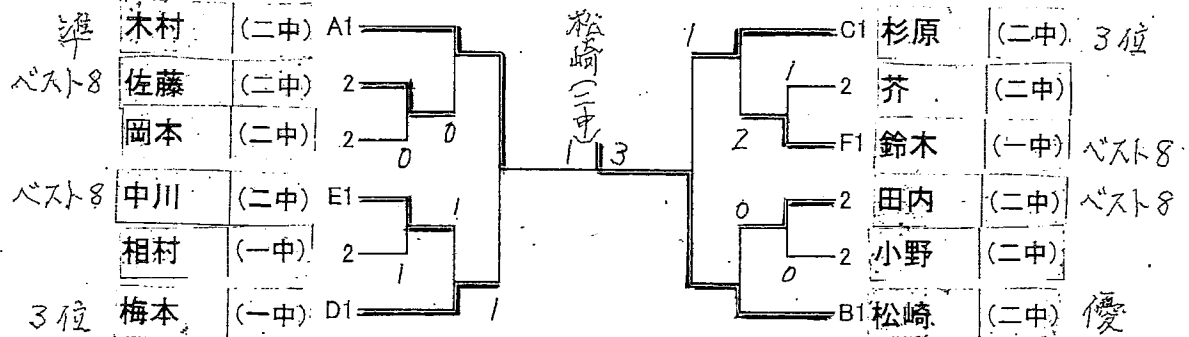 準 木村 (二中) A1
ベスト8 佐藤 (二中) 2
岡本 (二中) 2
0 0
ベスト8 中川 (二中) E1
1
相村 (一中) 2
1
3位 梅本 (一中) D1
1
松崎(二中)
1 3
1 C1 杉原 (二中) 3位
1
2 芥 (二中)
2 F1 鈴木 (一中) ベスト8
0 2 田内 (二中) ベスト8
2 小野 (二中)
0
B1 松崎 (二中) 優